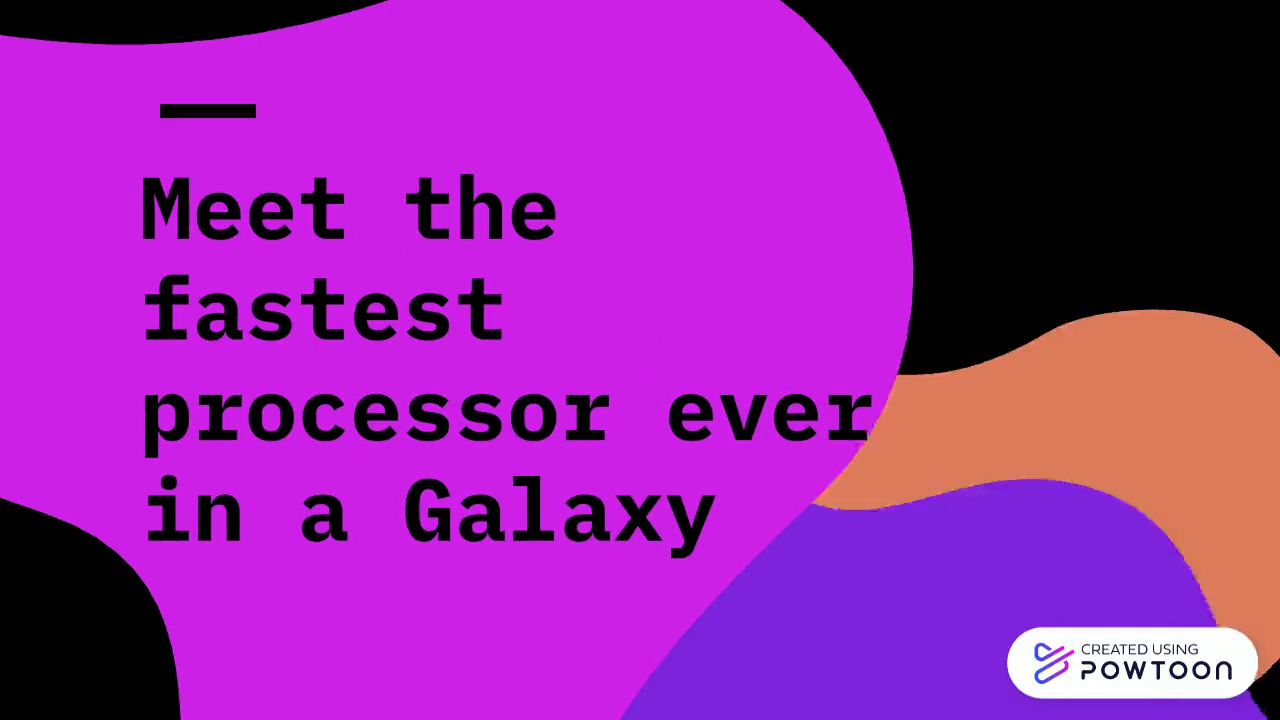 Meet the
fastest
processor ever
in a Galaxy
CREATED USING
POWTOON